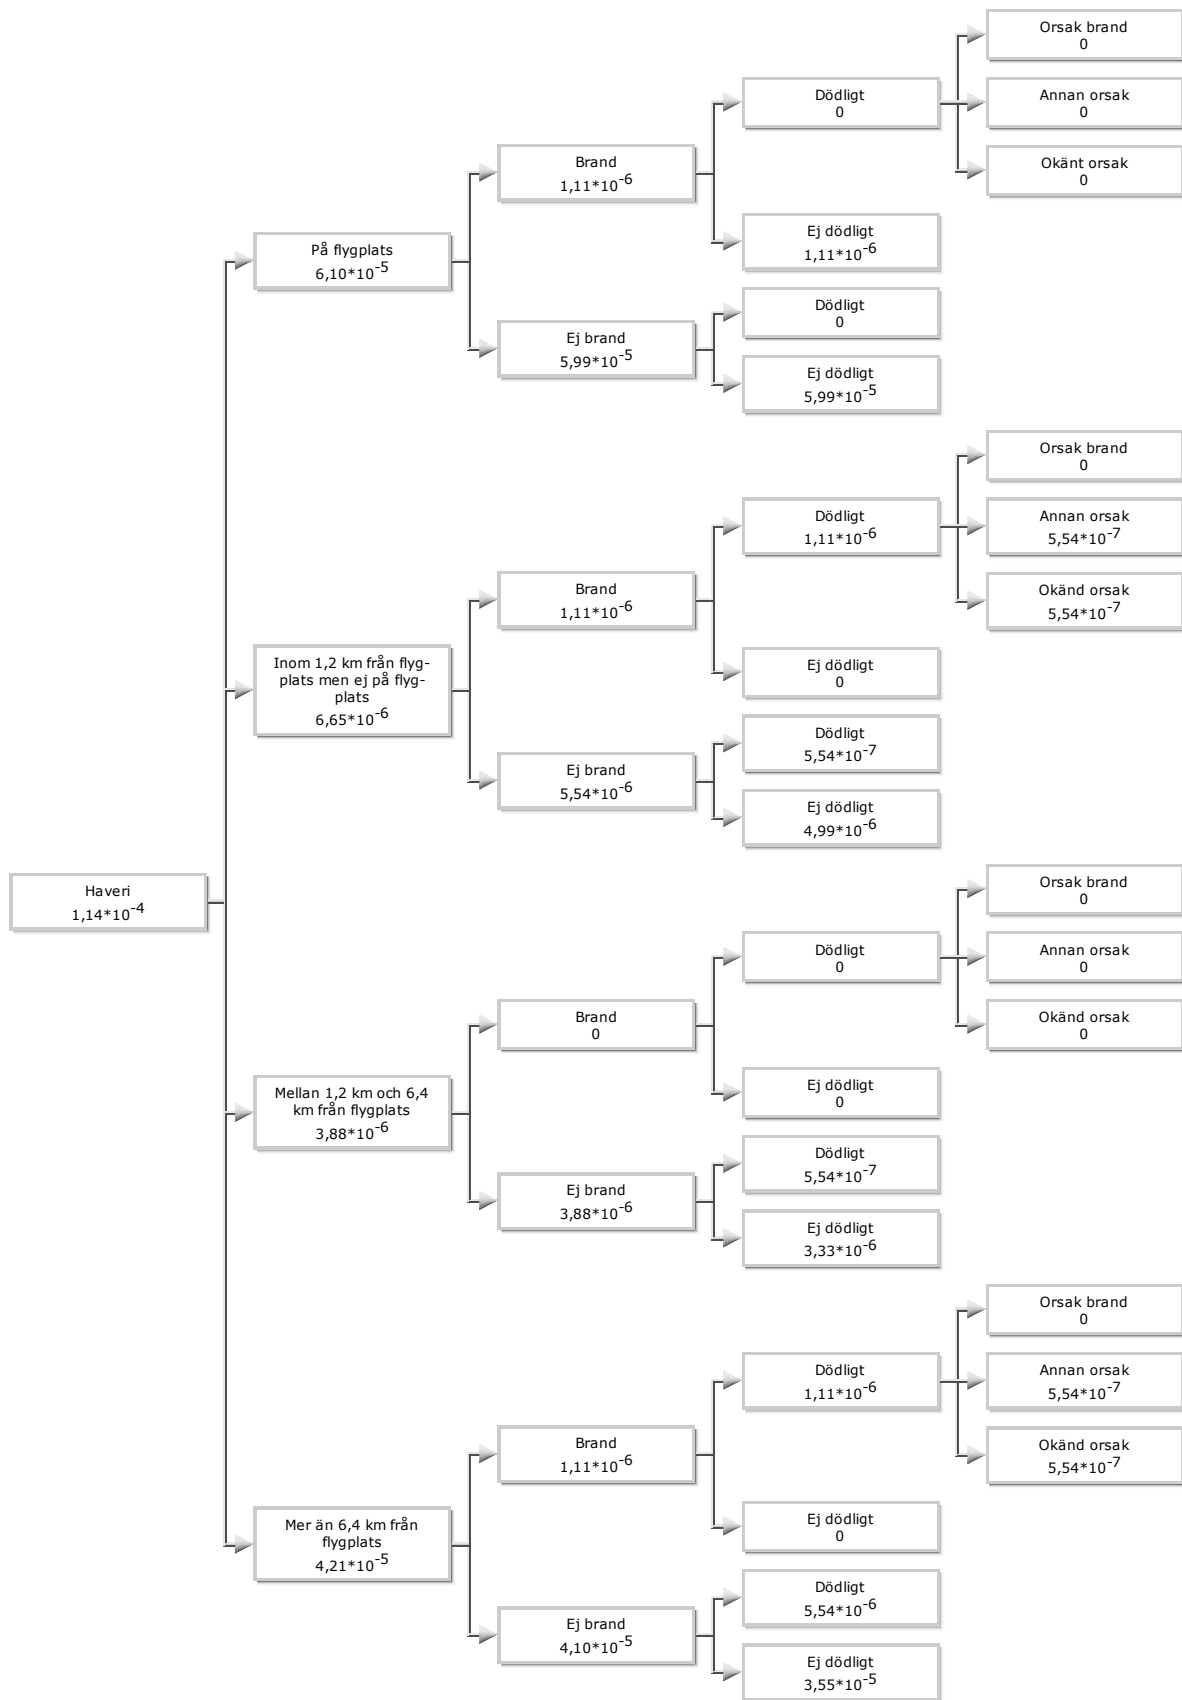 Orsak brand
0
Dödligt
0
Annan orsak
0
Brand
1,11*10-6
Okänt orsak
0
På flygplats
6,10*10-5
Ej dödligt
1,11*10-6
Ej brand
5,99*10-5
Dödligt
0
Ej dödligt
5,99*10-5
Orsak brand
0
Dödligt
1,11*10-6
Annan orsak
5,54*10-7
Brand
1,11*10-6
Okänd orsak
5,54*10-7
Inom 1,2 km från flyg-
plats men ej på flyg-
plats
6,65*10-6
Ej dödligt
0
Ej brand
5,54*10-6
Dödligt
5,54*10-7
Ej dödligt
4,99*10-6
Haveri
1,14*10-4
Orsak brand
0
Dödligt
0
Annan orsak
0
Brand
0
Okänd orsak
0
Mellan 1,2 km och 6,4
km från flygplats
3,88*10-6
Ej dödligt
0
Ej brand
3,88*10-6
Dödligt
5,54*10-7
Ej dödligt
3,33*10-6
Orsak brand
0
Dödligt
1,11*10-6
Annan orsak
5,54*10-7
Brand
1,11*10-6
Okänd orsak
5,54*10-7
Mer än 6,4 km från
flygplats
4,21*10-5
Ej dödligt
0
Ej brand
4,10*10-5
Dödligt
5,54*10-6
Ej dödligt
3,55*10-5